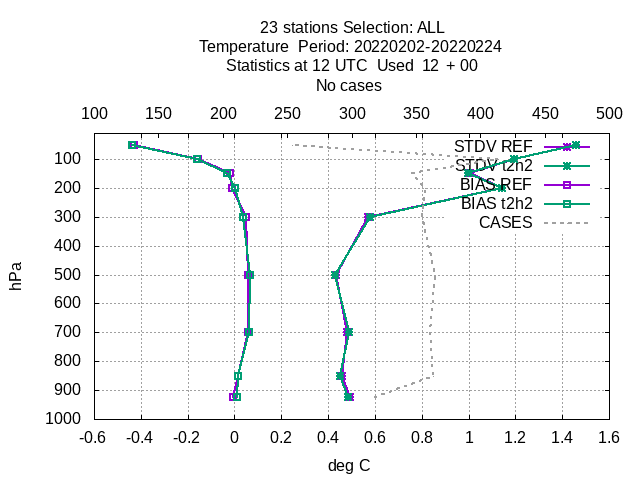 23 stations Selection: ALL
Temperature  Period: 20220202-20220224
Statistics at 12 UTC  Used  12  + 00
No cases
100 150 200 250 300 350 400 450 500
STDV REF
STDV t2h2
BIAS REF
BIAS t2h2
CASES
hPa
100
200
300
400
500
600
700
800
900
1000
-0.6 -0.4 -0.2 0 0.2 0.4 0.6 0.8 1 1.2 1.4 1.6
deg C